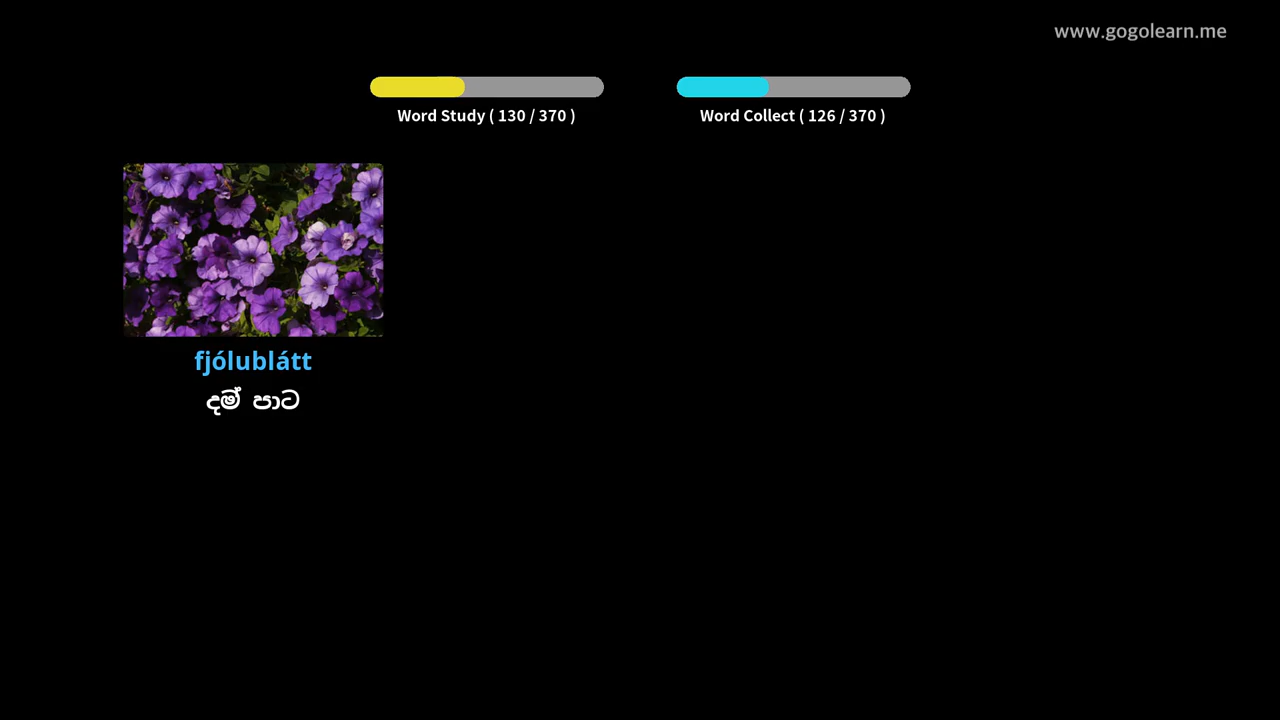 www.gogolearn.me
Word Study ( 130 / 370 )
Word Collect ( 126 / 370 )
fjólublátt
දම් පාට